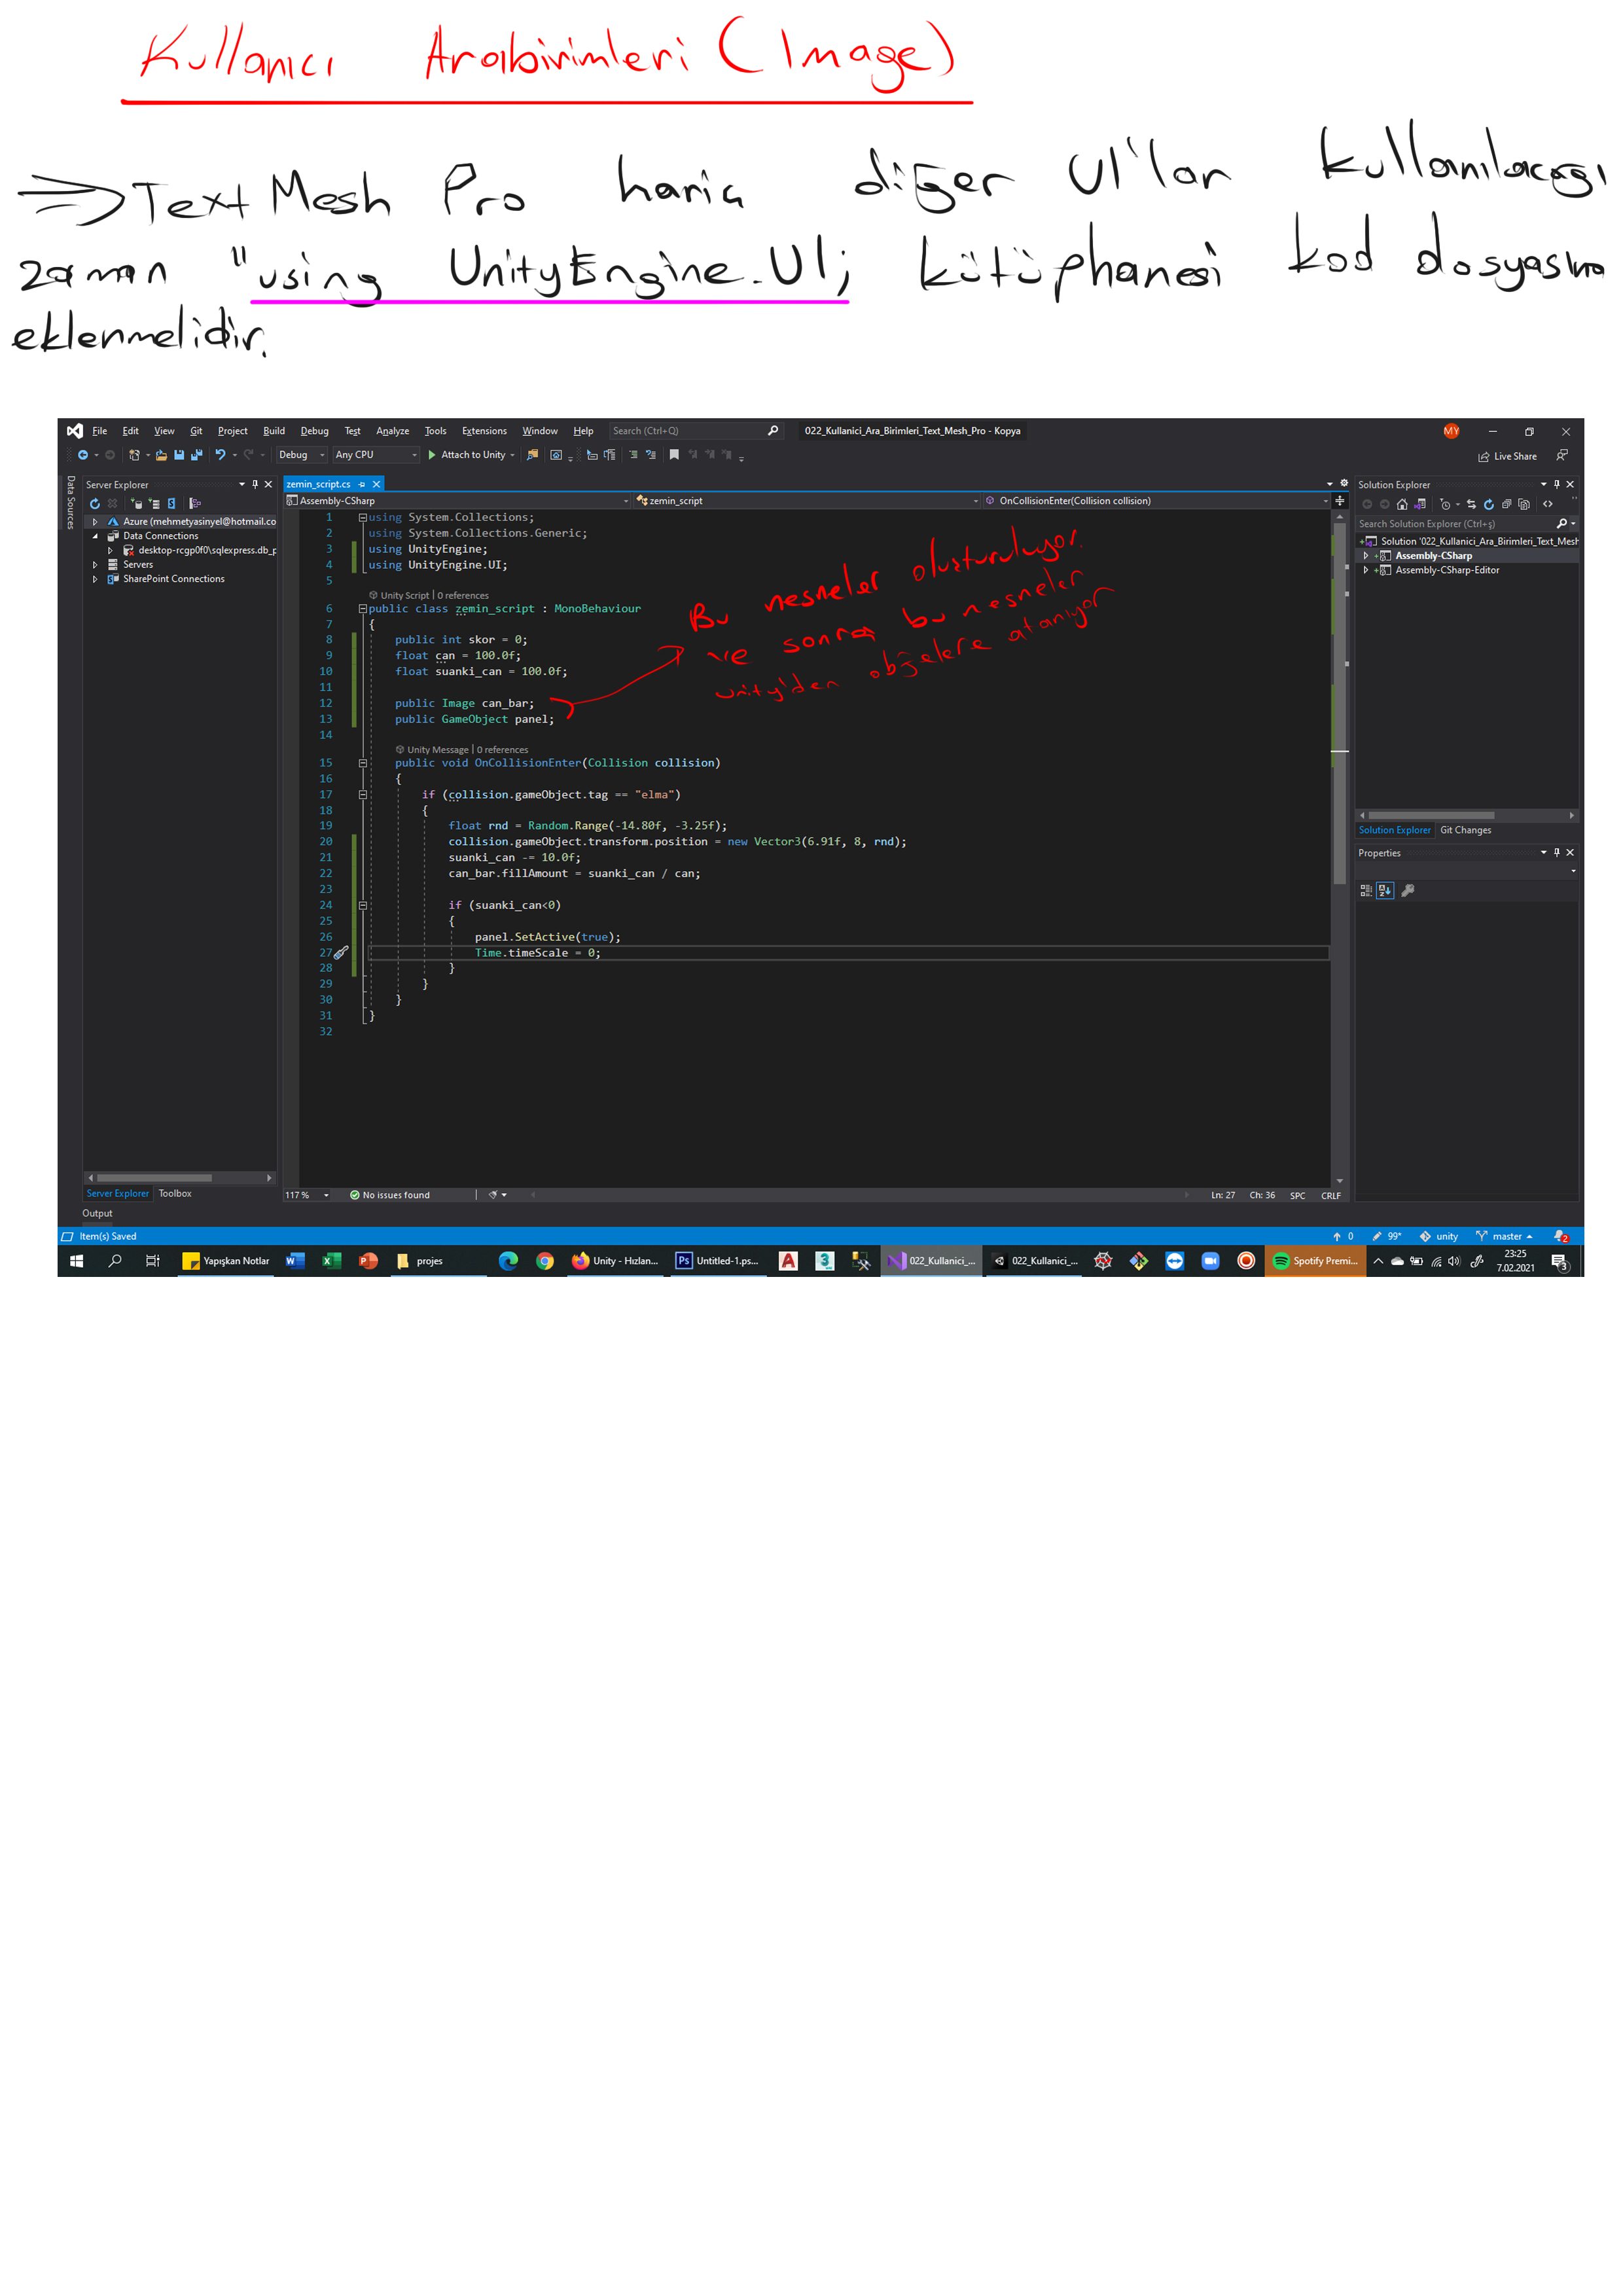 Kullanıcı Arabirimleri (Image)
⇒ Text Mesh Pro hariç diğer UI'lar kullanılacağı
zaman "using UnityEngine.UI; kütüphanesi kod dosyasına
eklenmelidir.
File Edit View Git Project Build Debug Test Analyze Tools Extensions Window Help Search (Ctrl+Q) 022_Kullanici_Ara_Birimleri_Text_Mesh_Pro - Kopya MY
Debug Any CPU Attach to Unity Live Share
Data Sources
Server Explorer
Azure (mehmetyasinyel@hotmail.co
Data Connections
desktop-rcgp0f0\sqlexpress.db_p
Servers
SharePoint Connections
Server Explorer Toolbox
Output
zemin_script.cs
Assembly-CSharp zemin_script OnCollisionEnter(Collision collision)
1 using System.Collections;
2 using System.Collections.Generic;
3 using UnityEngine;
4 using UnityEngine.UI;
5
Unity Script | 0 references
6 public class zemin_script : MonoBehaviour
7 {
8 public int skor = 0;
9 float can = 100.0f;
10 float suanki_can = 100.0f;
11
12 public Image can_bar;
13 public GameObject panel;
14
Unity Message | 0 references
15 public void OnCollisionEnter(Collision collision)
16 {
17 if (collision.gameObject.tag == "elma")
18 {
19 float rnd = Random.Range(-14.80f, -3.25f);
20 collision.gameObject.transform.position = new Vector3(6.91f, 8, rnd);
21 suanki_can -= 10.0f;
22 can_bar.fillAmount = suanki_can / can;
23
24 if (suanki_can<0)
25 {
26 panel.SetActive(true);
27 Time.timeScale = 0;
28 }
29 }
30 }
31 }
32
Bu nesneler oluşturuluyor.
ve sonra bu nesneler
unity'den objelere atanıyor
117 % No issues found Ln: 27 Ch: 36 SPC CRLF
Solution Explorer
Search Solution Explorer (Ctrl+ş)
Solution '022_Kullanici_Ara_Birimleri_Text_Mesh
Assembly-CSharp
Assembly-CSharp-Editor
Solution Explorer Git Changes
Properties
Item(s) Saved 0 99+ unity master 2
Yapışkan Notlar projes Unity - Hızlan... Untitled-1.ps... 022_Kullanici_... 022_Kullanici_... Spotify Premi... 23:25
7.02.2021 3